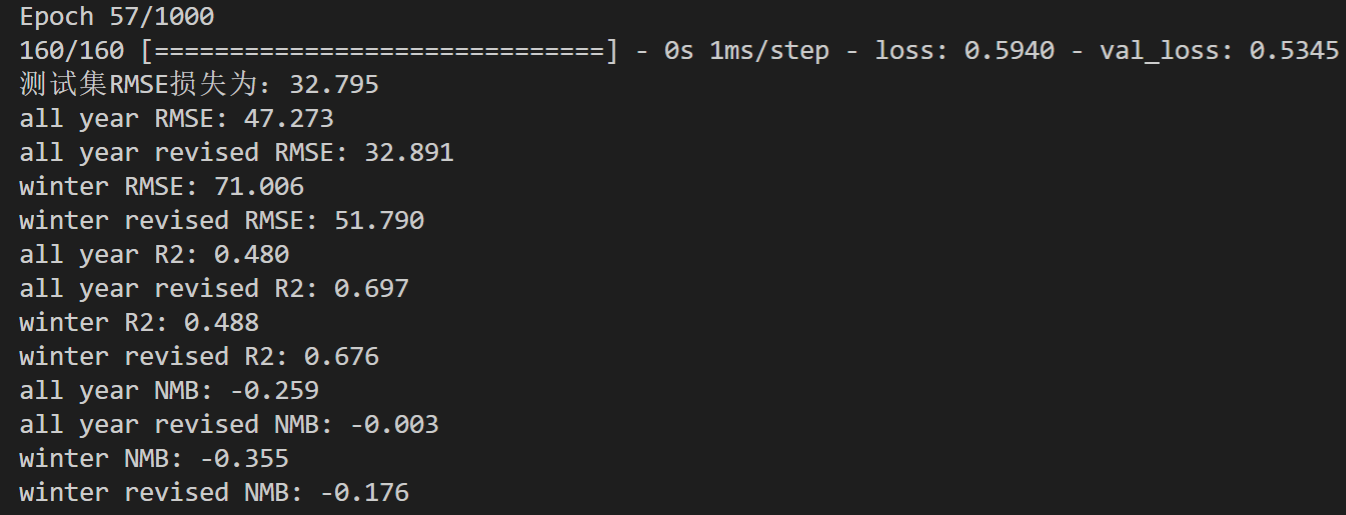 Epoch 57/1000
160/160 [==============================] - 0s 1ms/step - loss: 0.5940 - val_loss: 0.5345
测试集RMSE损失为：32.795
all year RMSE: 47.273
all year revised RMSE: 32.891
winter RMSE: 71.006
winter revised RMSE: 51.790
all year R2: 0.480
all year revised R2: 0.697
winter R2: 0.488
winter revised R2: 0.676
all year NMB: -0.259
all year revised NMB: -0.003
winter NMB: -0.355
winter revised NMB: -0.176